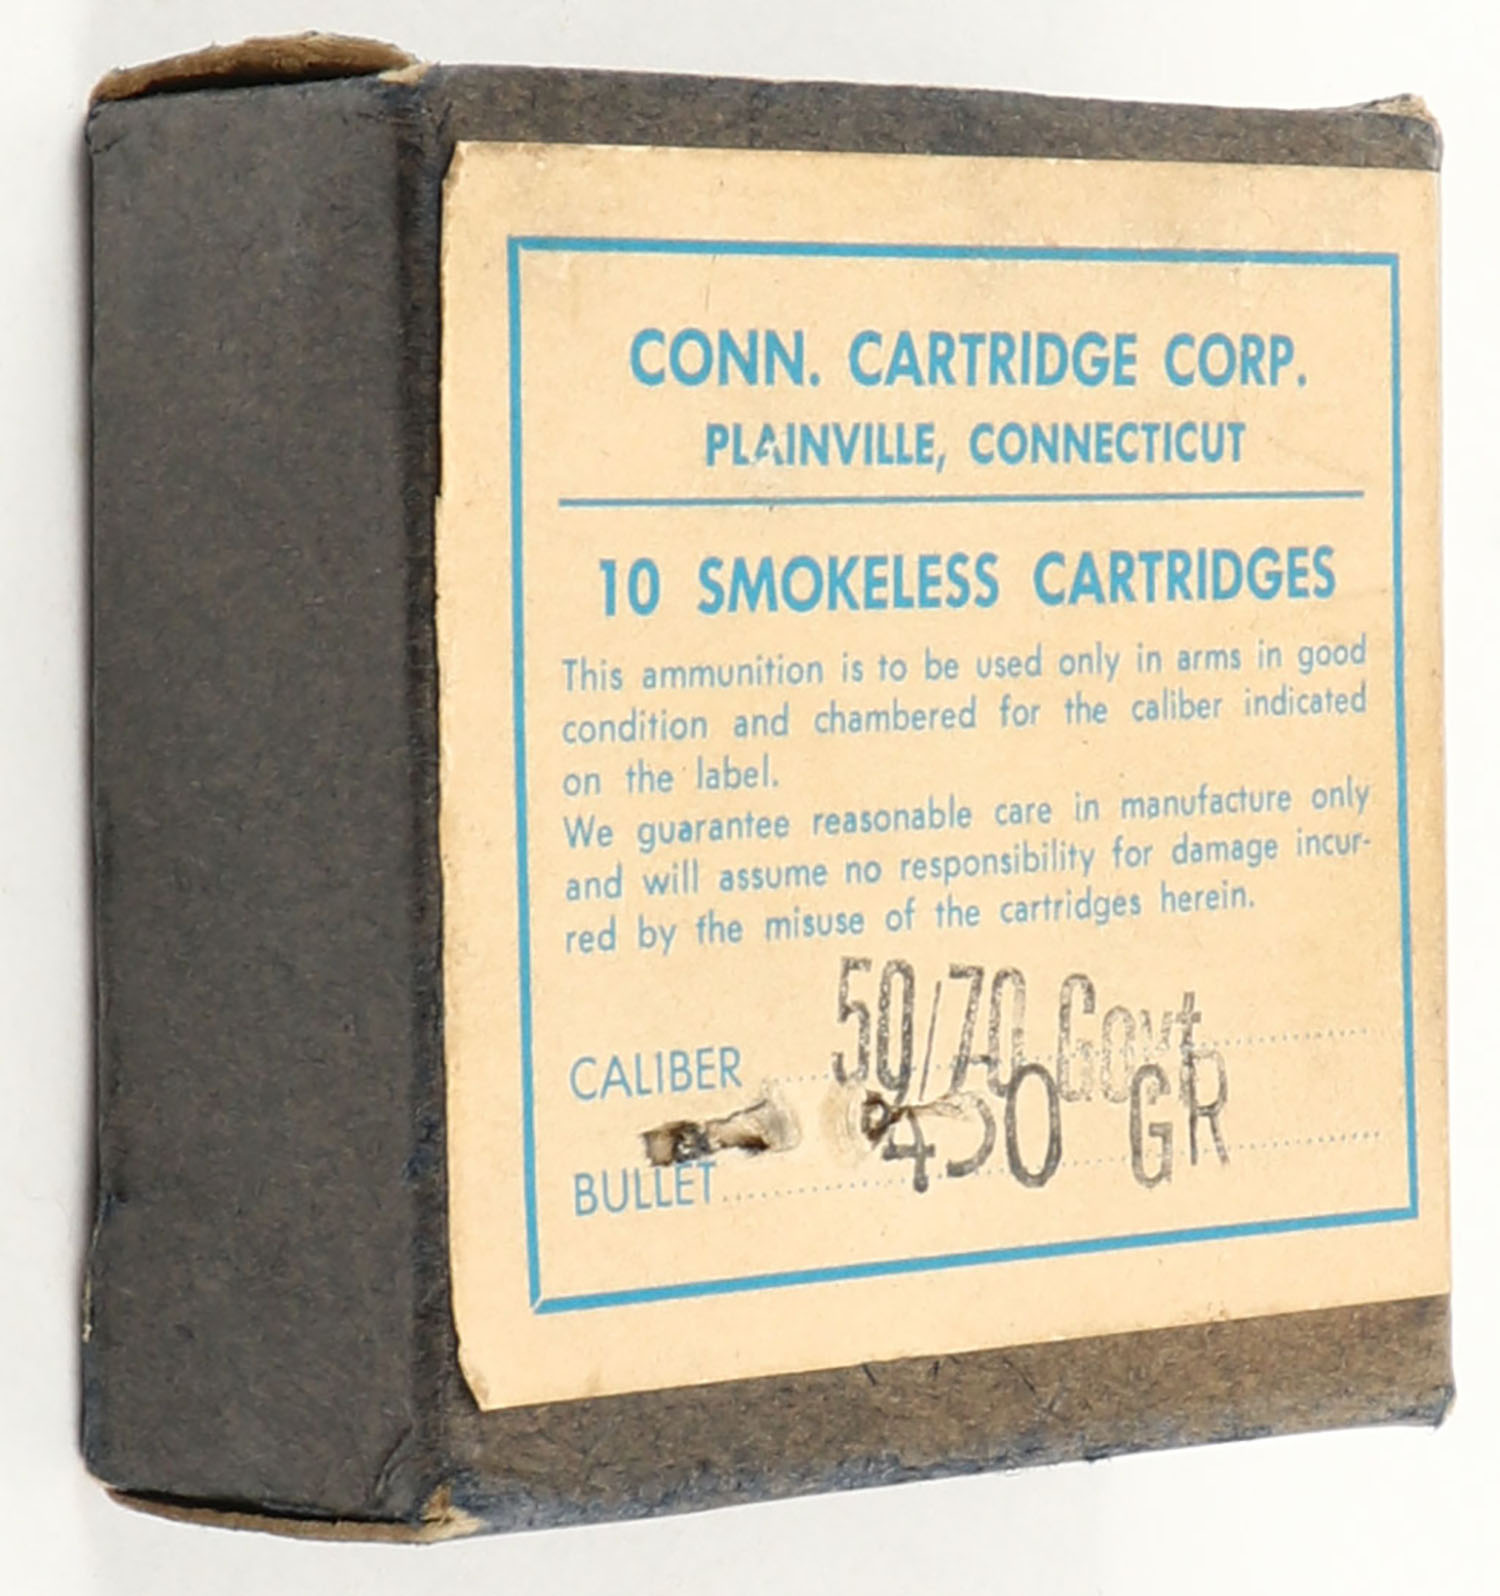 CONN. CARTRIDGE CORP.
PLAINVILLE, CONNECTICUT
10 SMOKELESS CARTRIDGES
This ammunition is to be used only in arms in good
condition and chambered for the caliber indicated
on the label.
We guarantee reasonable care in manufacture only
and will assume no responsibility for damage incur-
red by the misuse of the cartridges herein.
CALIBER 50/70 Govt
BULLET 450 GR